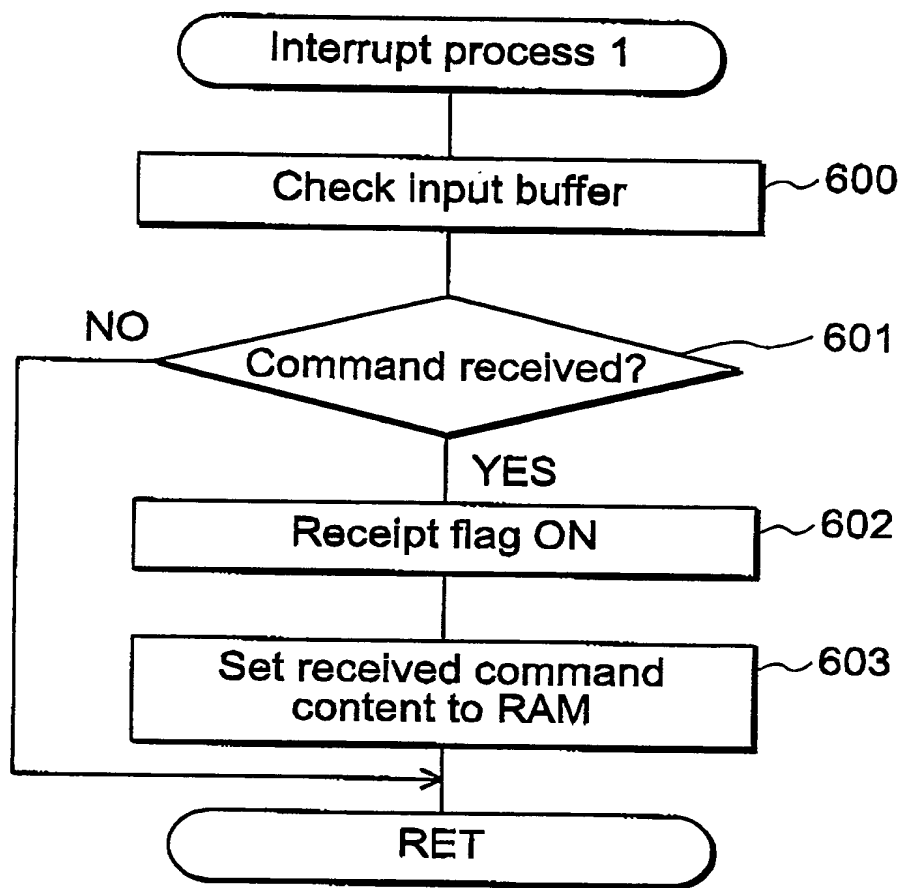 Interrupt process 1
Check input buffer
600
NO
Command received?
601
YES
Receipt flag ON
602
Set received command
content to RAM
603
RET